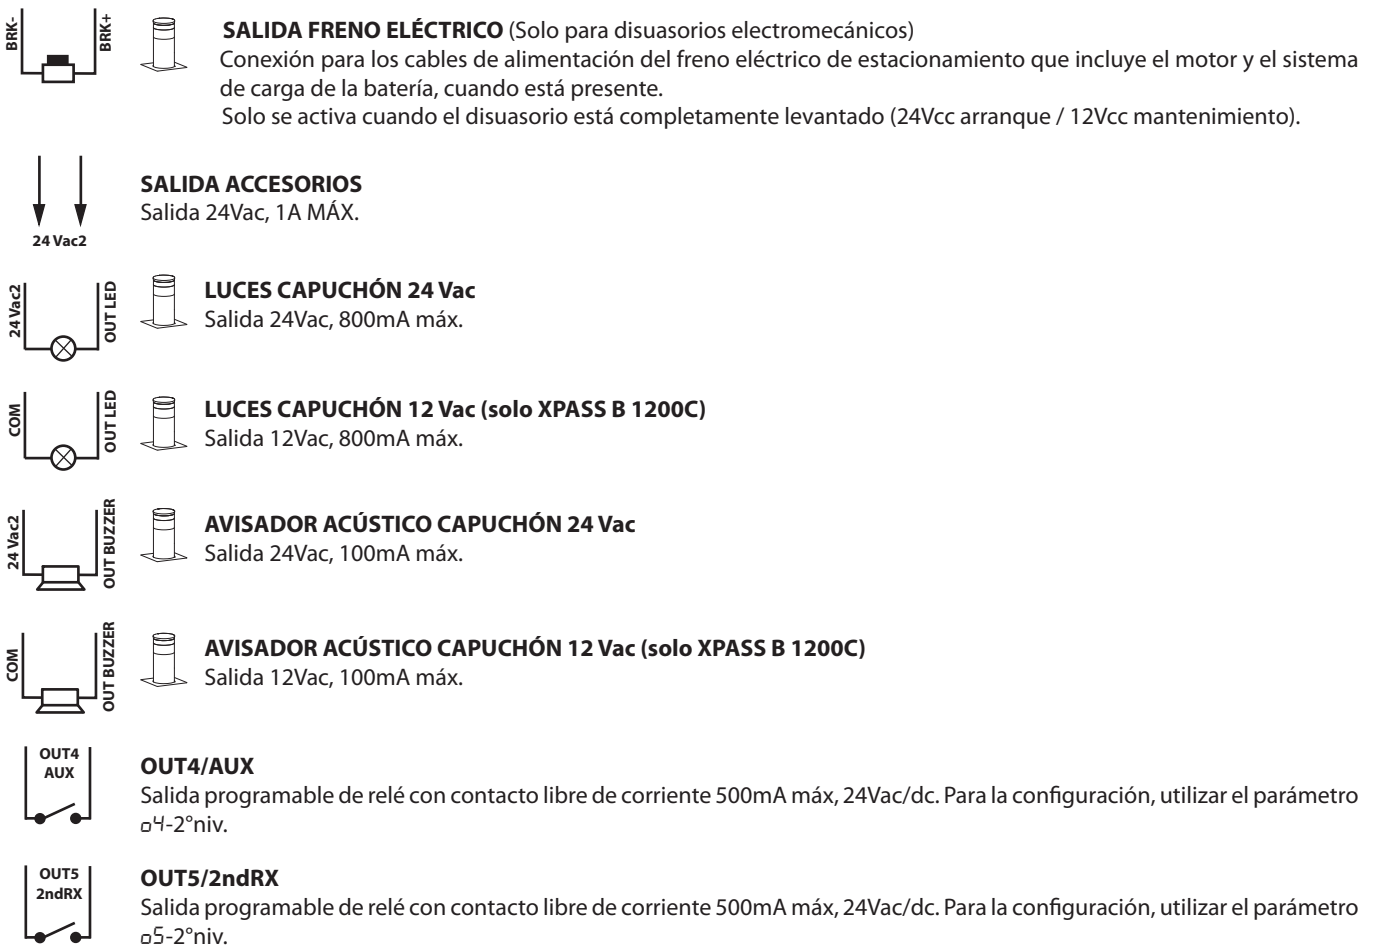 BRK-
BRK+
SALIDA FRENO ELÉCTRICO (Solo para disuasorios electromecánicos)
Conexión para los cables de alimentación del freno eléctrico de estacionamiento que incluye el motor y el sistema
de carga de la batería, cuando está presente.
Solo se activa cuando el disuasorio está completamente levantado (24Vcc arranque / 12Vcc mantenimiento).
24 Vac2
SALIDA ACCESORIOS
Salida 24Vac, 1A MÁX.
24 Vac2
OUT LED
LUCES CAPUCHÓN 24 Vac
Salida 24Vac, 800mA máx.
COM
OUT LED
LUCES CAPUCHÓN 12 Vac (solo XPASS B 1200C)
Salida 12Vac, 800mA máx.
24 Vac2
OUT BUZZER
AVISADOR ACÚSTICO CAPUCHÓN 24 Vac
Salida 24Vac, 100mA máx.
COM
OUT BUZZER
AVISADOR ACÚSTICO CAPUCHÓN 12 Vac (solo XPASS B 1200C)
Salida 12Vac, 100mA máx.
OUT4
AUX
OUT4/AUX
Salida programable de relé con contacto libre de corriente 500mA máx, 24Vac/dc. Para la configuración, utilizar el parámetro
o4-2°niv.
OUT5
2ndRX
OUT5/2ndRX
Salida programable de relé con contacto libre de corriente 500mA máx, 24Vac/dc. Para la configuración, utilizar el parámetro
o5-2°niv.